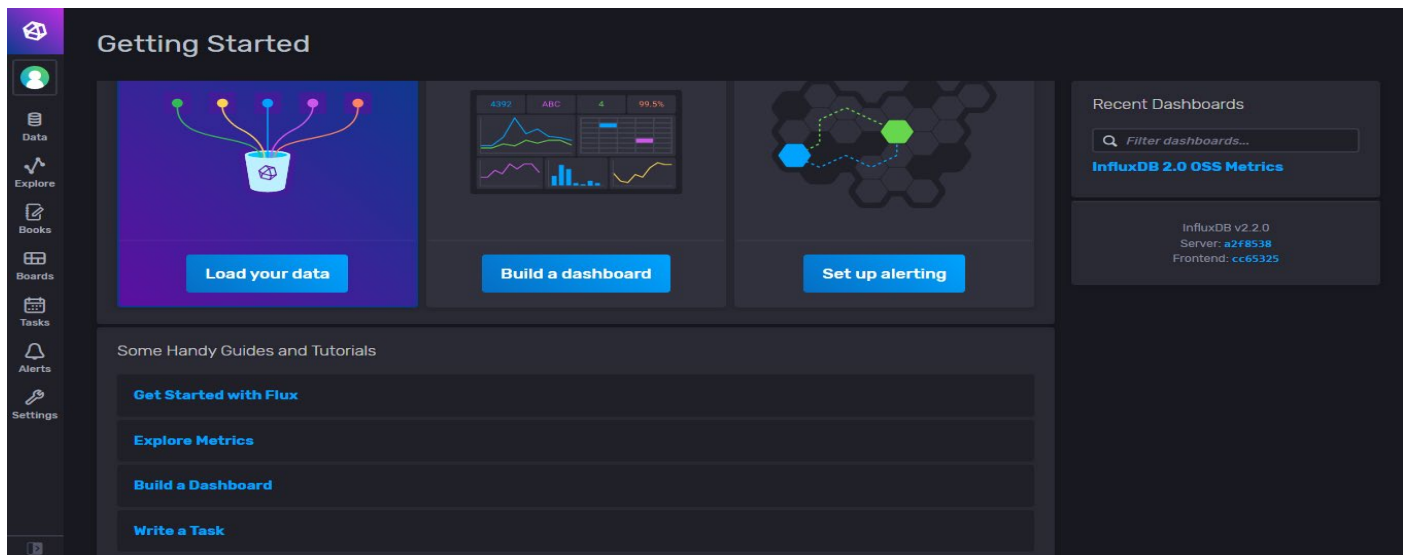 Getting Started
Data
Explore
Books
Boards
Tasks
Alerts
Settings
4392 ABC 4 99.5%
Load your data
Build a dashboard
Set up alerting
Some Handy Guides and Tutorials
Get Started with Flux
Explore Metrics
Build a Dashboard
Write a Task
Recent Dashboards
Filter dashboards...
InfluxDB 2.0 OSS Metrics
InfluxDB v2.2.0
Server: a2f8538
Frontend: cc65325